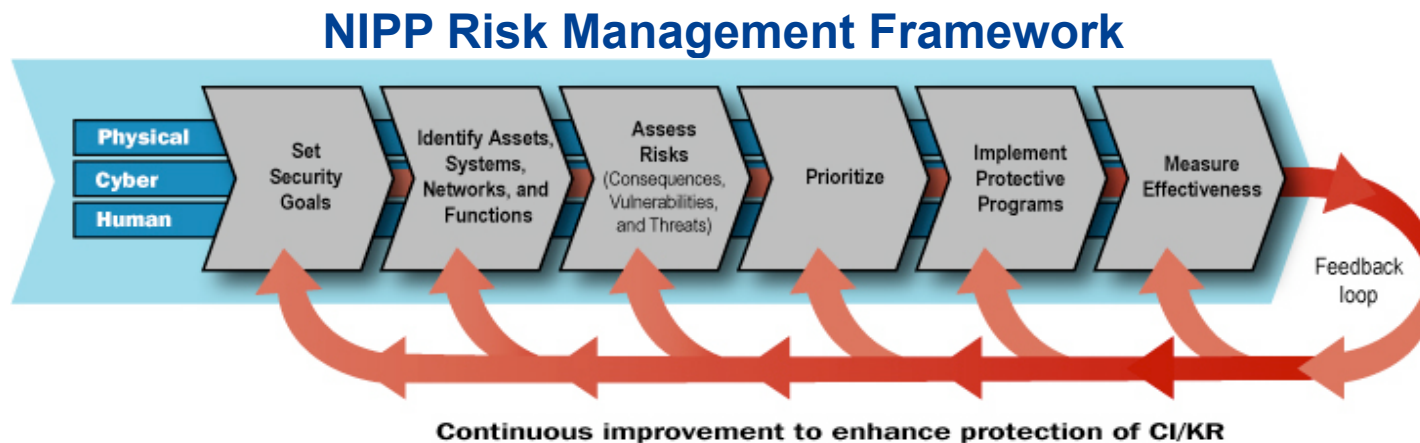 NIPP Risk Management Framework
Physical
Cyber
Human
Set
Security
Goals
Identify Assets,
Systems,
Networks, and
Functions
Assess
Risks
(Consequences,
Vulnerabilities,
and Threats)
Prioritize
Implement
Protective
Programs
Measure
Effectiveness
Feedback
loop
Continuous improvement to enhance protection of CI/KR